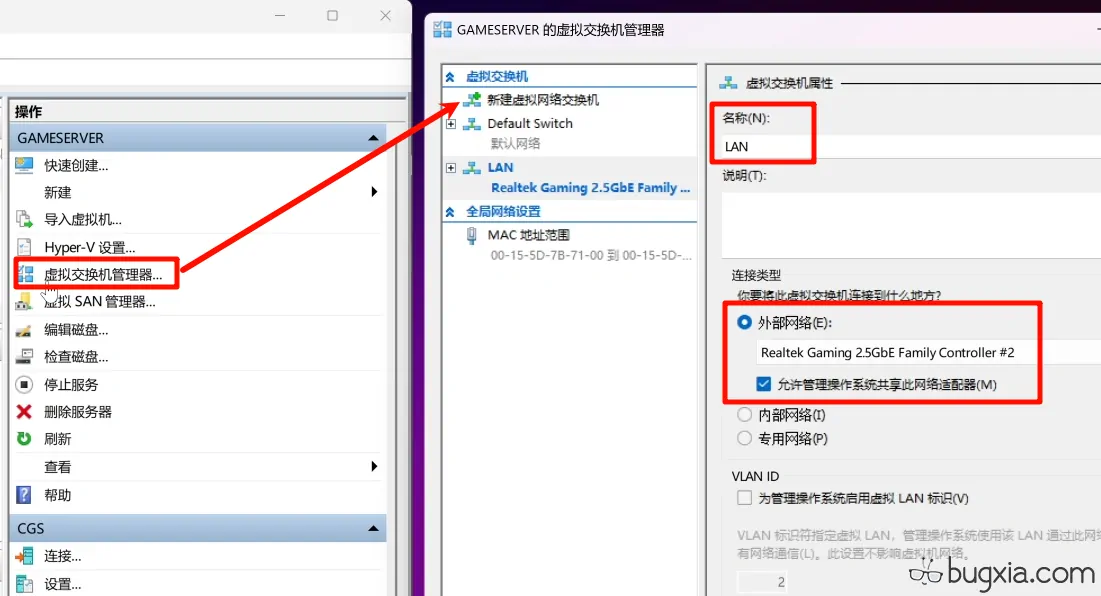 操作
GAMESERVER
快速创建...
新建
导入虚拟机...
Hyper-V 设置...
虚拟交换机管理器...
虚拟 SAN 管理器...
编辑磁盘...
检查磁盘...
停止服务
删除服务器
刷新
查看
帮助
CGS
连接...
设置...
GAMESERVER 的虚拟交换机管理器
虚拟交换机
新建虚拟网络交换机
Default Switch
默认网络
LAN
Realtek Gaming 2.5GbE Family ...
全局网络设置
MAC 地址范围
00-15-5D-7B-71-00 到 00-15-5D-...
虚拟交换机属性
名称(N):
LAN
说明(T):
连接类型
你要将此虚拟交换机连接到什么地方?
外部网络(E):
Realtek Gaming 2.5GbE Family Controller #2
允许管理操作系统共享此网络适配器(M)
内部网络(I)
专用网络(P)
VLAN ID
为管理操作系统启用虚拟 LAN 标识(V)
VLAN 标识符指定虚拟 LAN，管理操作系统使用该 LAN 通过此网络
有网络通信(L)。此设置不影响虚拟机网络。
2
bugxia.com